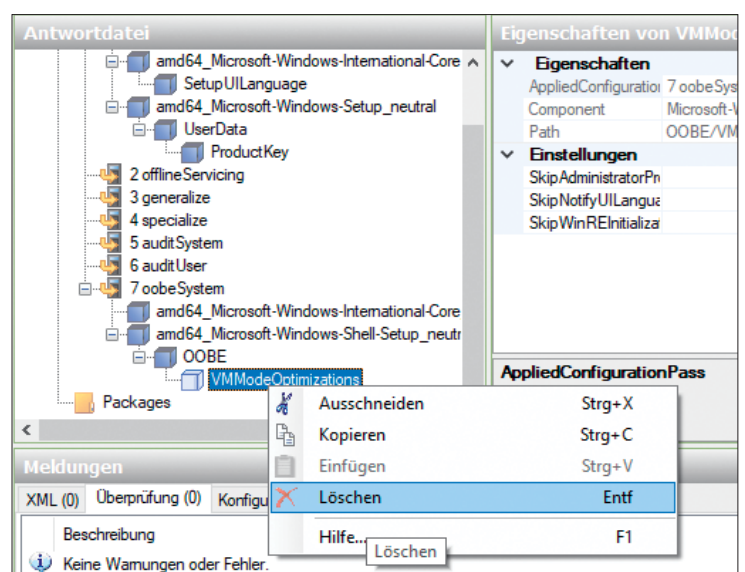 Antwortdatei
amd64_Microsoft-Windows-International-Core
SetupUILanguage
amd64_Microsoft-Windows-Setup_neutral
UserData
ProductKey
2 offlineServicing
3 generalize
4 specialize
5 auditSystem
6 auditUser
7 oobeSystem
amd64_Microsoft-Windows-International-Core
amd64_Microsoft-Windows-Shell-Setup_neutr
OOBE
VMModeOptimizations
Packages
Eigenschaften von VMMod
Eigenschaften
AppliedConfiguration 7 oobeSys
Component Microsoft-W
Path OOBE/VM
Einstellungen
SkipAdministratorPro
SkipNotifyUILangua
SkipWinREInitializat
AppliedConfigurationPass
Ausschneiden Strg+X
Kopieren Strg+C
Einfügen Strg+V
Löschen Entf
Hilfe... F1
Löschen
Meldungen
XML (0) Überprüfung (0) Konfigu
Beschreibung
Keine Warnungen oder Fehler.